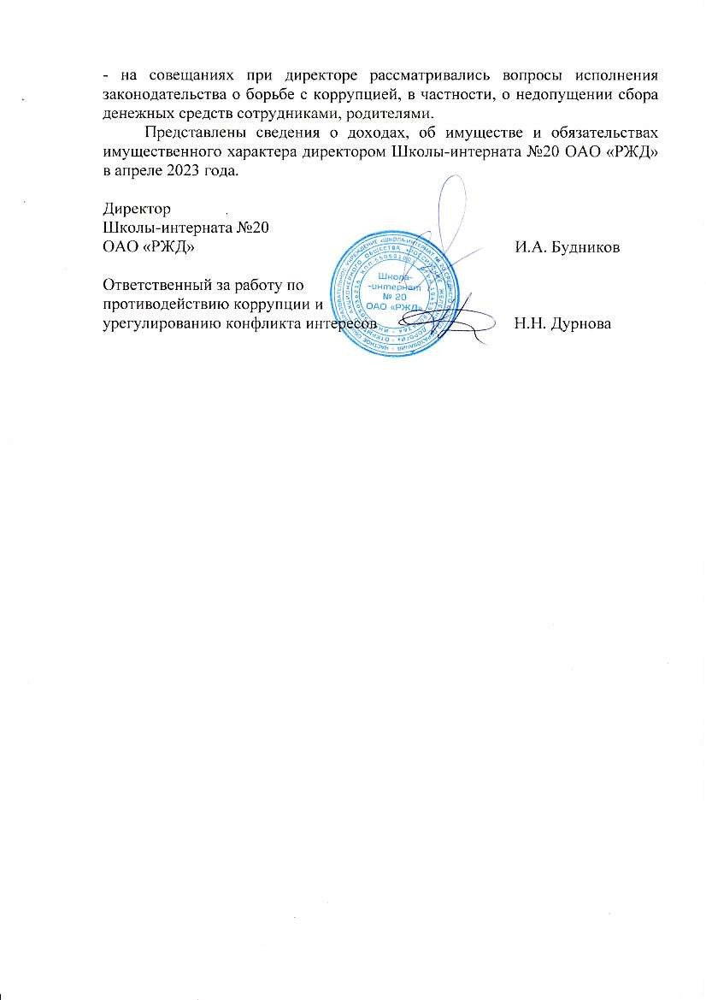 - на совещаниях при директоре рассматривались вопросы исполнения
законодательства о борьбе с коррупцией, в частности, о недопущении сбора
денежных средств сотрудниками, родителями.
Представлены сведения о доходах, об имуществе и обязательствах
имущественного характера директором Школы-интерната №20 ОАО «РЖД»
в апреле 2023 года.
Директор
Школы-интерната №20
ОАО «РЖД» И.А. Будников
Ответственный за работу по
противодействию коррупции и
урегулированию конфликта интересов Н.Н. Дурнова
Школа-
-интернат
№ 20
ОАО «РЖД»